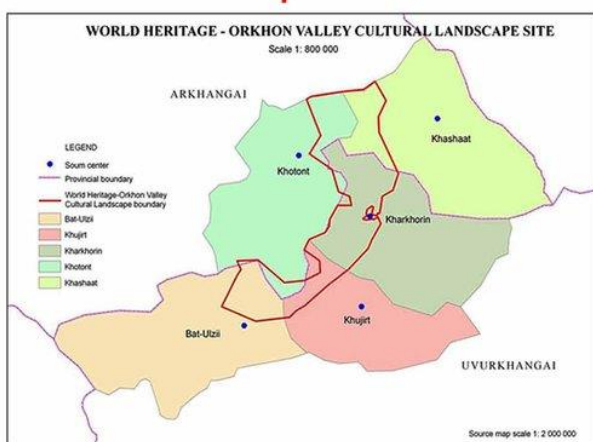 WORLD HERITAGE - ORKHON VALLEY CULTURAL LANDSCAPE SITE
Scale 1: 800 000
ARKHANGAI
Khashaat
LEGEND
Soum center
Provincial boundary
World Heritage-Orkhon Valley
Cultural Landscape boundary
Bat-Ulzii
Khujirt
Kharkhorin
Khotont
Khashaat
Khotont
Kharkhorin
Khujirt
Bat-Ulzii
UVURKHANGAI
Source map scale 1: 2 000 000